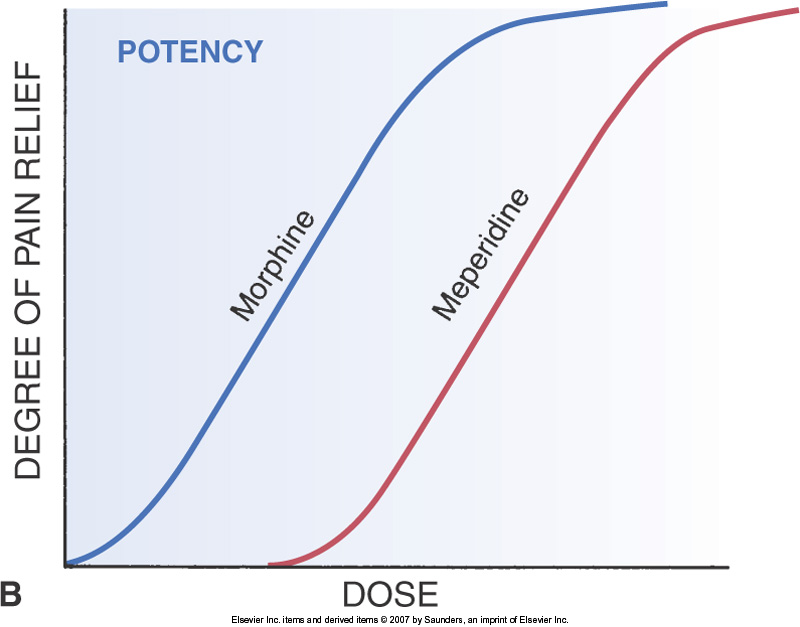 POTENCY
DEGREE OF PAIN RELIEF
Morphine
Meperidine
B
DOSE
Elsevier Inc. items and derived items © 2007 by Saunders, an imprint of Elsevier Inc.